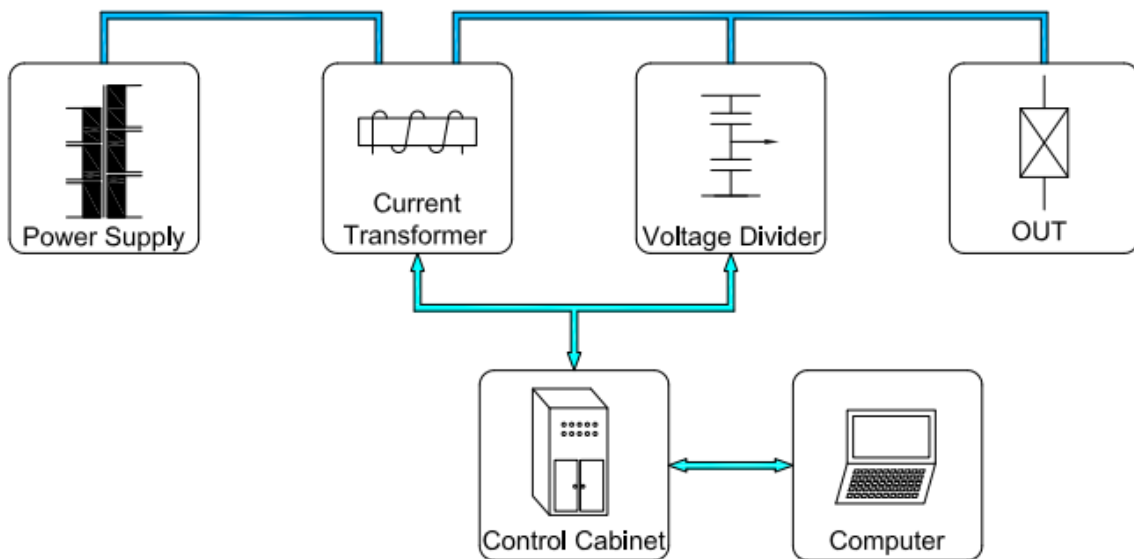 Power Supply
Current
Transformer
Voltage Divider
OUT
Control Cabinet
Computer